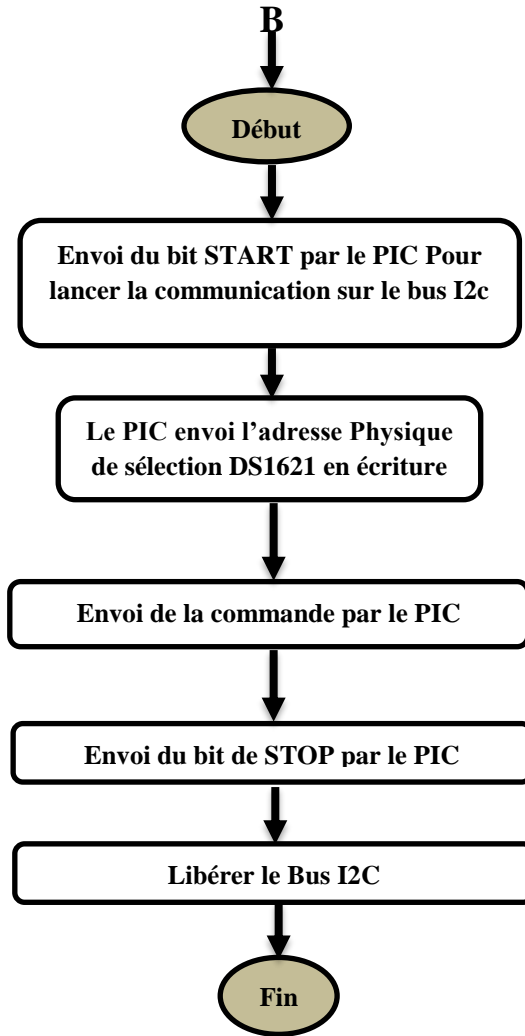 B
Début
Envoi du bit START par le PIC Pour
lancer la communication sur le bus I2c
Le PIC envoi l’adresse Physique
de sélection DS1621 en écriture
Envoi de la commande par le PIC
Envoi du bit de STOP par le PIC
Libérer le Bus I2C
Fin